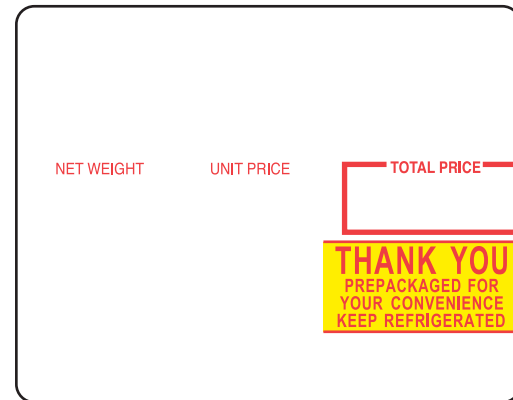 NET WEIGHT UNIT PRICE TOTAL PRICE
THANK YOU
PREPACKAGED FOR
YOUR CONVENIENCE
KEEP REFRIGERATED